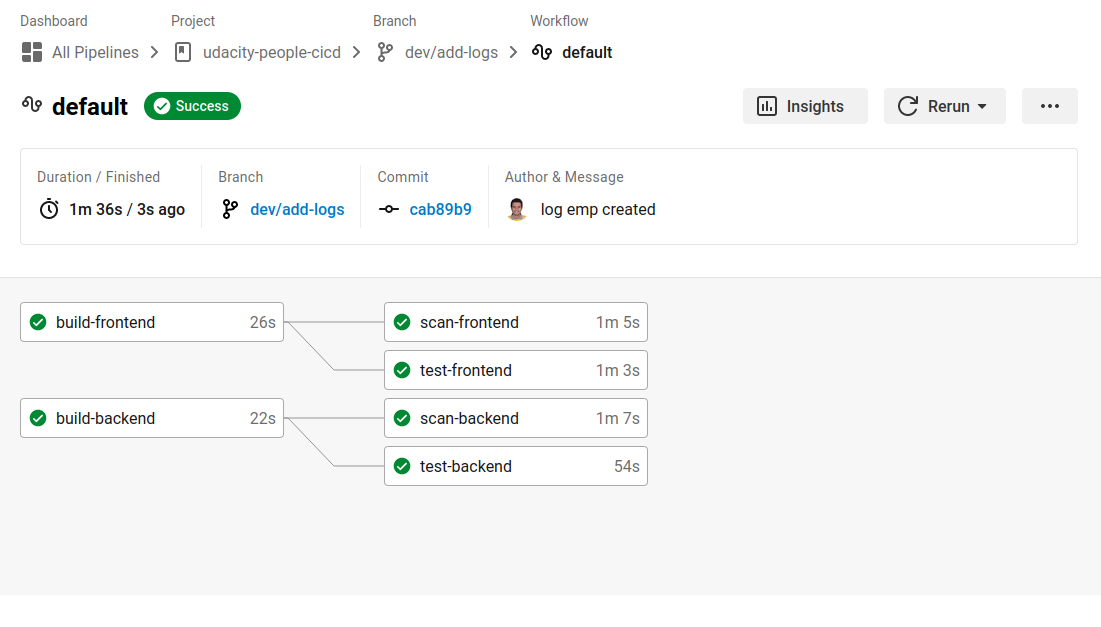 Dashboard Project Branch Workflow
All Pipelines udacity-people-cicd dev/add-logs default
default Success Insights Rerun
Duration / Finished Branch Commit Author & Message
1m 36s / 3s ago dev/add-logs cab89b9 log emp created
build-frontend 26s scan-frontend 1m 5s
test-frontend 1m 3s
build-backend 22s scan-backend 1m 7s
test-backend 54s